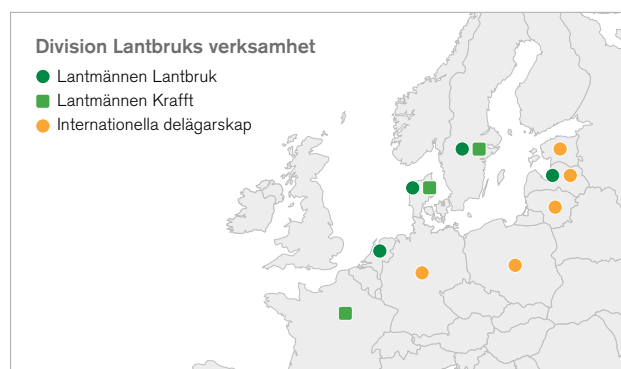 Division Lantbruks verksamhet
Lantmännen Lantbruk
Lantmännen Krafft
Internationella delägarskap